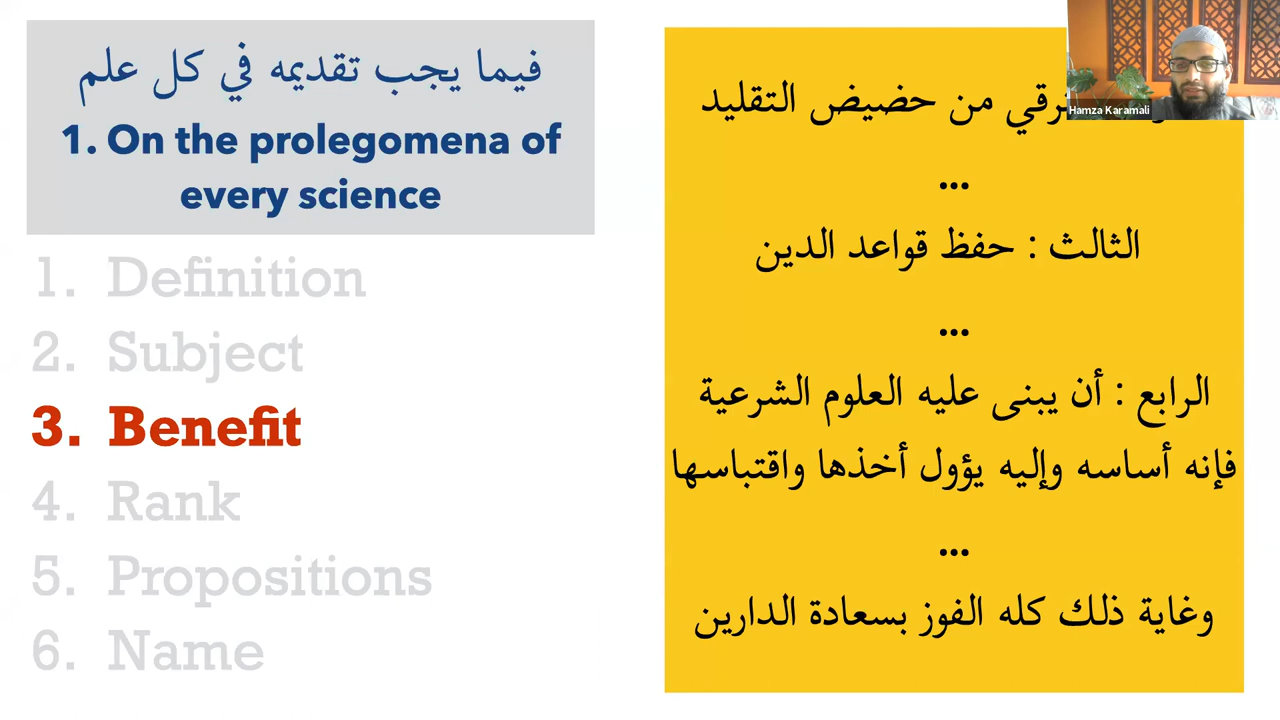 فيما يجب تقديمه في كل علم
1. On the prolegomena of
every science
1. Definition
2. Subject
3. Benefit
4. Rank
5. Propositions
6. Name
من حضيض التقليد
...
الثالث : حفظ قواعد الدين
...
الرابع : أن يبنى عليه العلوم الشرعية
فإنه أساسه وإليه يؤول أخذها واقتباسها
...
وغاية ذلك كله الفوز بسعادة الدارين
Hamza Karamali